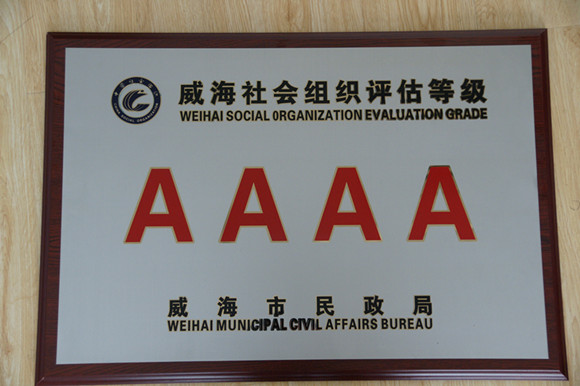 威海社会组织评估等级
WEIHAI SOCIAL 0RGANIZATION EVALUATION GRADE
AAAA
威海市民政局
WEIHAI MUNICIPAL CIVIL AFFAIRS BUREAU